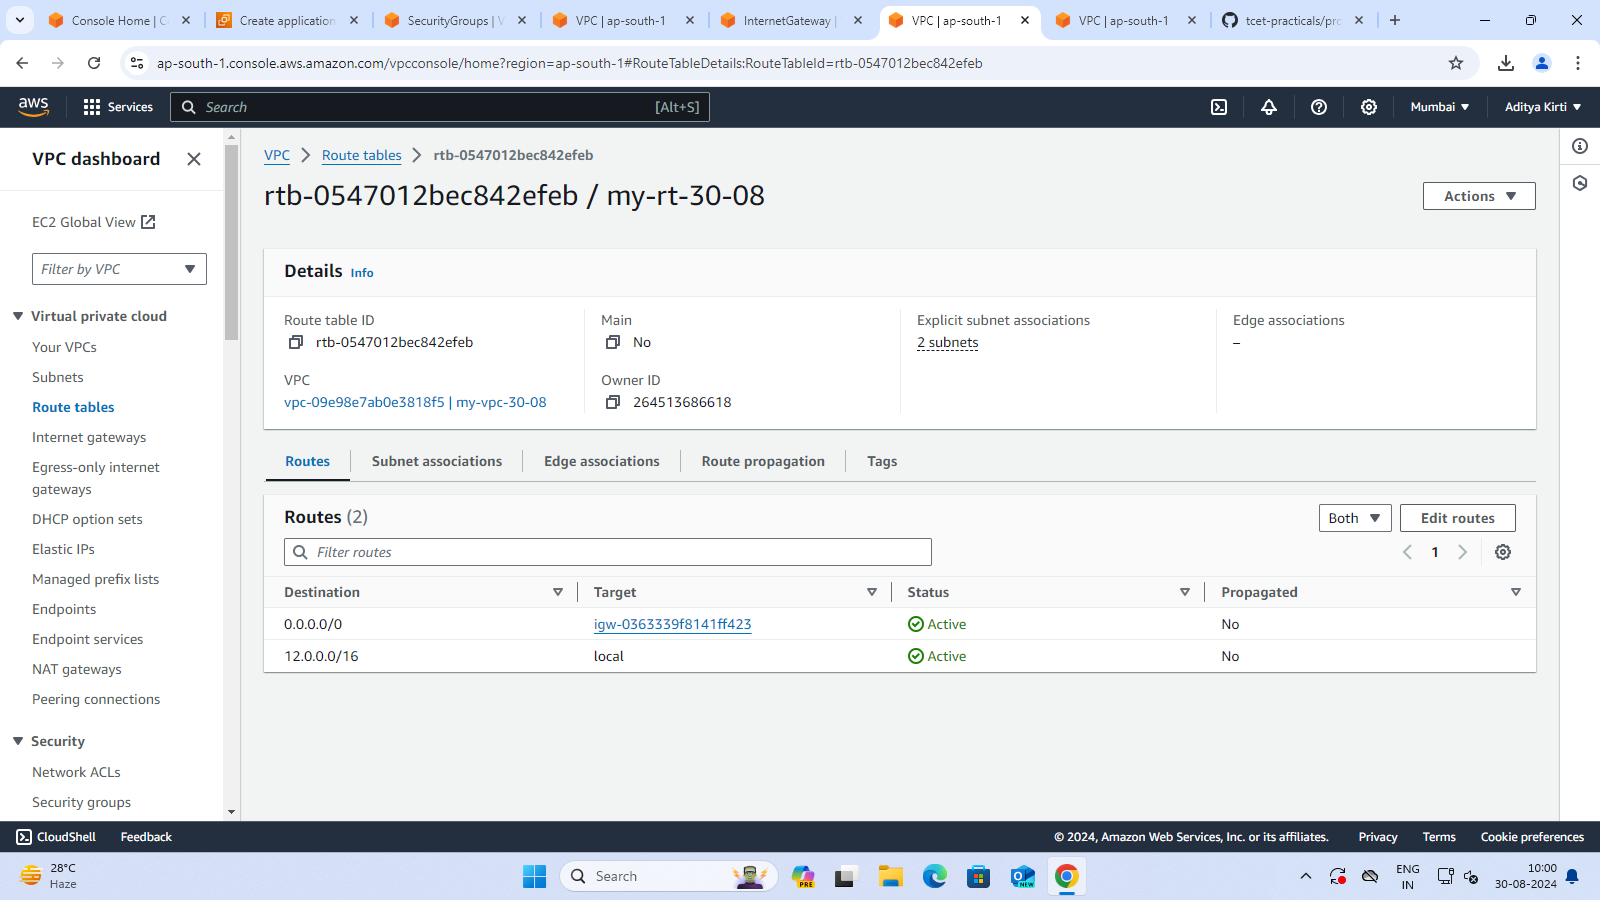 Console Home | C
Create application
SecurityGroups | V
VPC | ap-south-1
InternetGateway |
VPC | ap-south-1
VPC | ap-south-1
tcet-practicals/pro
ap-south-1.console.aws.amazon.com/vpcconsole/home?region=ap-south-1#RouteTableDetails:RouteTableId=rtb-0547012bec842efeb
aws
Services
Search
[Alt+S]
Mumbai
Aditya Kirti
VPC dashboard
EC2 Global View
Filter by VPC
Virtual private cloud
Your VPCs
Subnets
Route tables
Internet gateways
Egress-only internet
gateways
DHCP option sets
Elastic IPs
Managed prefix lists
Endpoints
Endpoint services
NAT gateways
Peering connections
Security
Network ACLs
Security groups
VPC
Route tables
rtb-0547012bec842efeb
rtb-0547012bec842efeb / my-rt-30-08
Actions
Details Info
Route table ID
rtb-0547012bec842efeb
Main
No
Explicit subnet associations
2 subnets
Edge associations
–
VPC
vpc-09e98e7ab0e3818f5 | my-vpc-30-08
Owner ID
264513686618
Routes
Subnet associations
Edge associations
Route propagation
Tags
Routes (2)
Both
Edit routes
Filter routes
1
Destination Target Status Propagated
0.0.0.0/0 igw-0363339f8141ff423 Active No
12.0.0.0/16 local Active No
CloudShell
Feedback
© 2024, Amazon Web Services, Inc. or its affiliates.
Privacy
Terms
Cookie preferences
28°C
Haze
Search
PRE
NEW
ENG
IN
10:00
30-08-2024